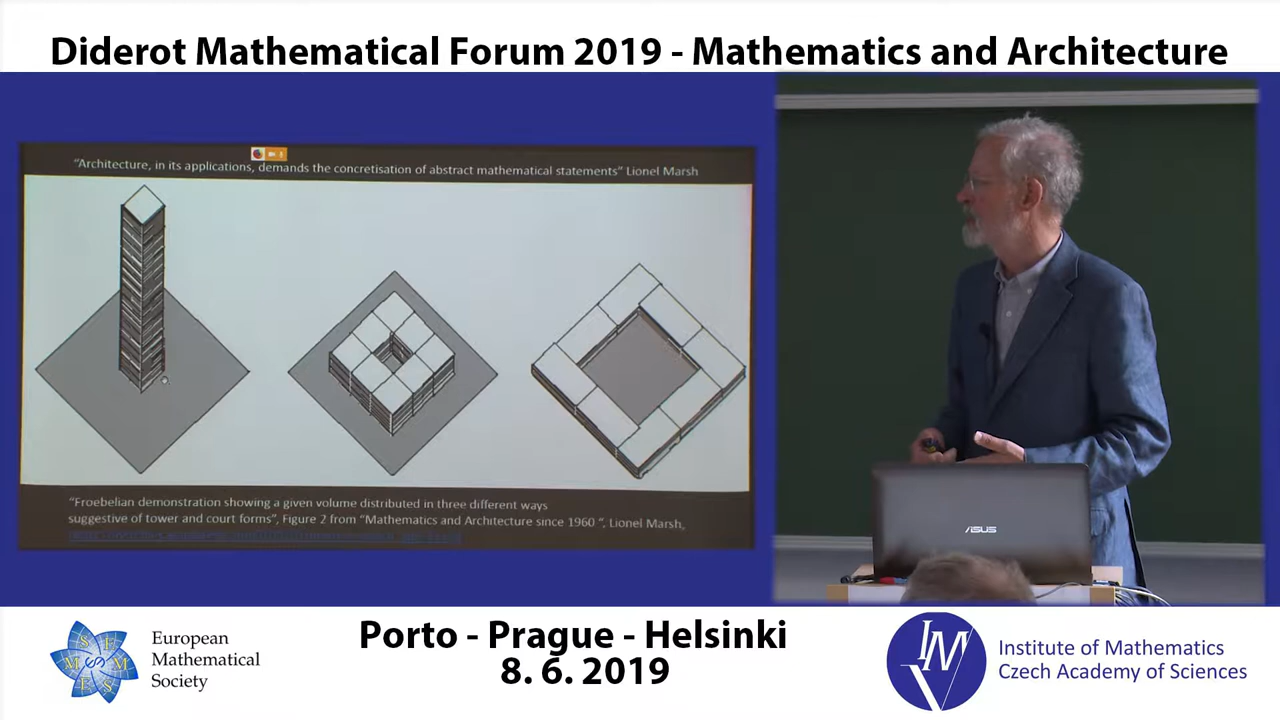 Diderot Mathematical Forum 2019 - Mathematics and Architecture
“Architecture, in its applications, demands the concretisation of abstract mathematical statements” Lionel Marsh
“Froebelian demonstration showing a given volume distributed in three different ways
suggestive of tower and court forms”, Figure 2 from “Mathematics and Architecture since 1960 ”, Lionel Marsh,
ASUS
EMS
European
Mathematical
Society
Porto - Prague - Helsinki
8. 6. 2019
IM
Institute of Mathematics
Czech Academy of Sciences